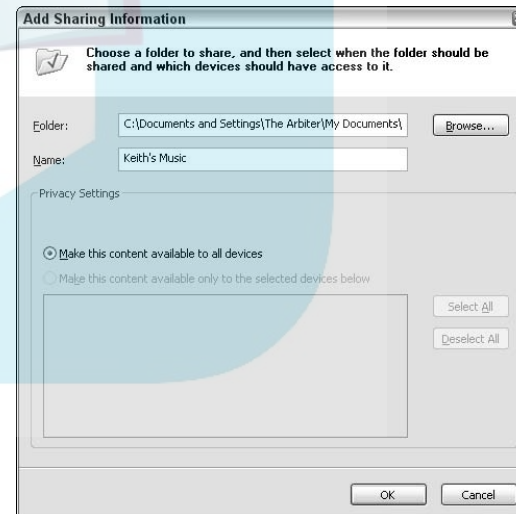 Add Sharing Information
Choose a folder to share, and then select when the folder should be
shared and which devices should have access to it.
Folder: C:\Documents and Settings\The Arbiter\My Documents\ Browse...
Name: Keith's Music
Privacy Settings
Make this content available to all devices
Make this content available only to the selected devices below
Select All
Deselect All
OK Cancel